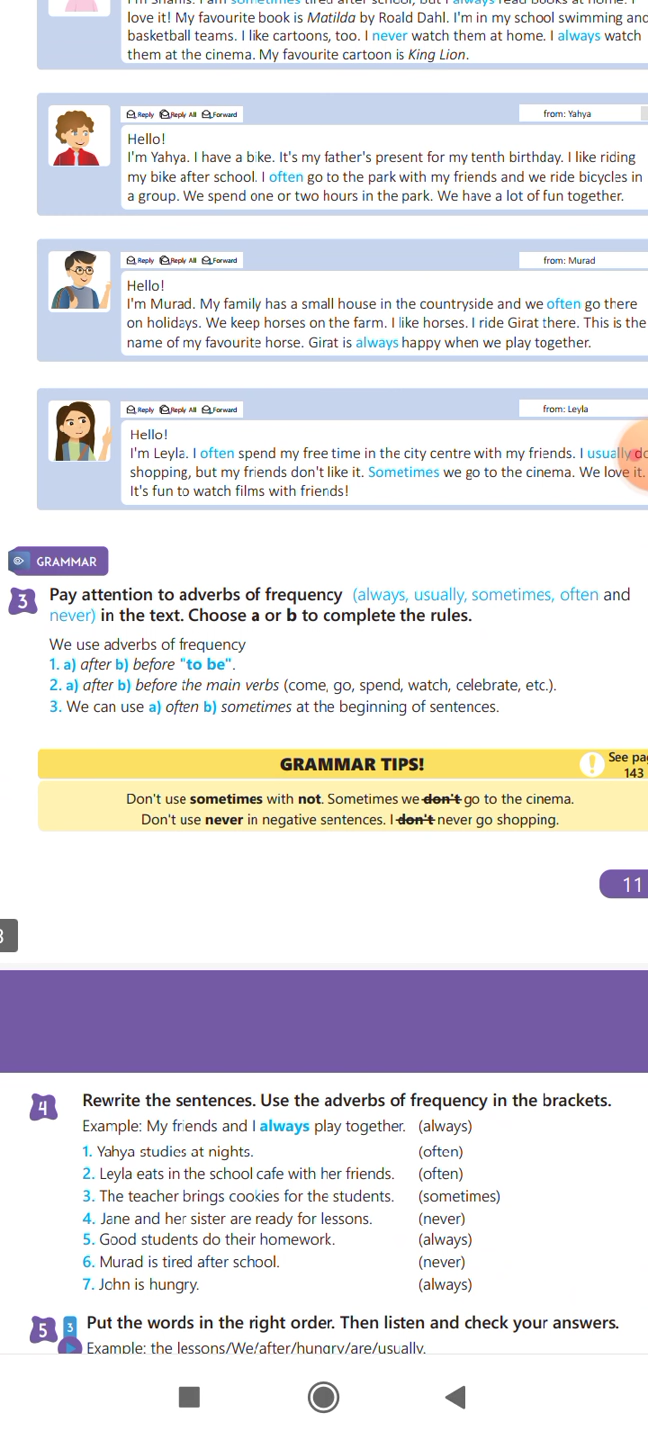 love it! My favourite book is Matilda by Roald Dahl. I'm in my school swimming and
basketball teams. I like cartoons, too. I never watch them at home. I always watch
them at the cinema. My favourite cartoon is King Lion.
Reply Reply All Forward
from: Yahya
Hello!
I'm Yahya. I have a bike. It's my father's present for my tenth birthday. I like riding
my bike after school. I often go to the park with my friends and we ride bicycles in
a group. We spend one or two hours in the park. We have a lot of fun together.
Reply Reply All Forward
from: Murad
Hello!
I'm Murad. My family has a small house in the countryside and we often go there
on holidays. We keep horses on the farm. I like horses. I ride Girat there. This is the
name of my favourite horse. Girat is always happy when we play together.
Reply Reply All Forward
from: Leyla
Hello!
I'm Leyla. I often spend my free time in the city centre with my friends. I usually do
shopping, but my friends don't like it. Sometimes we go to the cinema. We love it.
It's fun to watch films with friends!
GRAMMAR
3 Pay attention to adverbs of frequency (always, usually, sometimes, often and
never) in the text. Choose a or b to complete the rules.
We use adverbs of frequency
1. a) after b) before "to be".
2. a) after b) before the main verbs (come, go, spend, watch, celebrate, etc.).
3. We can use a) often b) sometimes at the beginning of sentences.
GRAMMAR TIPS!
! See pa
143
Don't use sometimes with not. Sometimes we don't go to the cinema.
Don't use never in negative sentences. I don't never go shopping.
11
4 Rewrite the sentences. Use the adverbs of frequency in the brackets.
Example: My friends and I always play together. (always)
1. Yahya studies at nights. (often)
2. Leyla eats in the school cafe with her friends. (often)
3. The teacher brings cookies for the students. (sometimes)
4. Jane and her sister are ready for lessons. (never)
5. Good students do their homework. (always)
6. Murad is tired after school. (never)
7. John is hungry. (always)
5 3 Put the words in the right order. Then listen and check your answers.
Example: the lessons/We/after/hungry/are/usually.